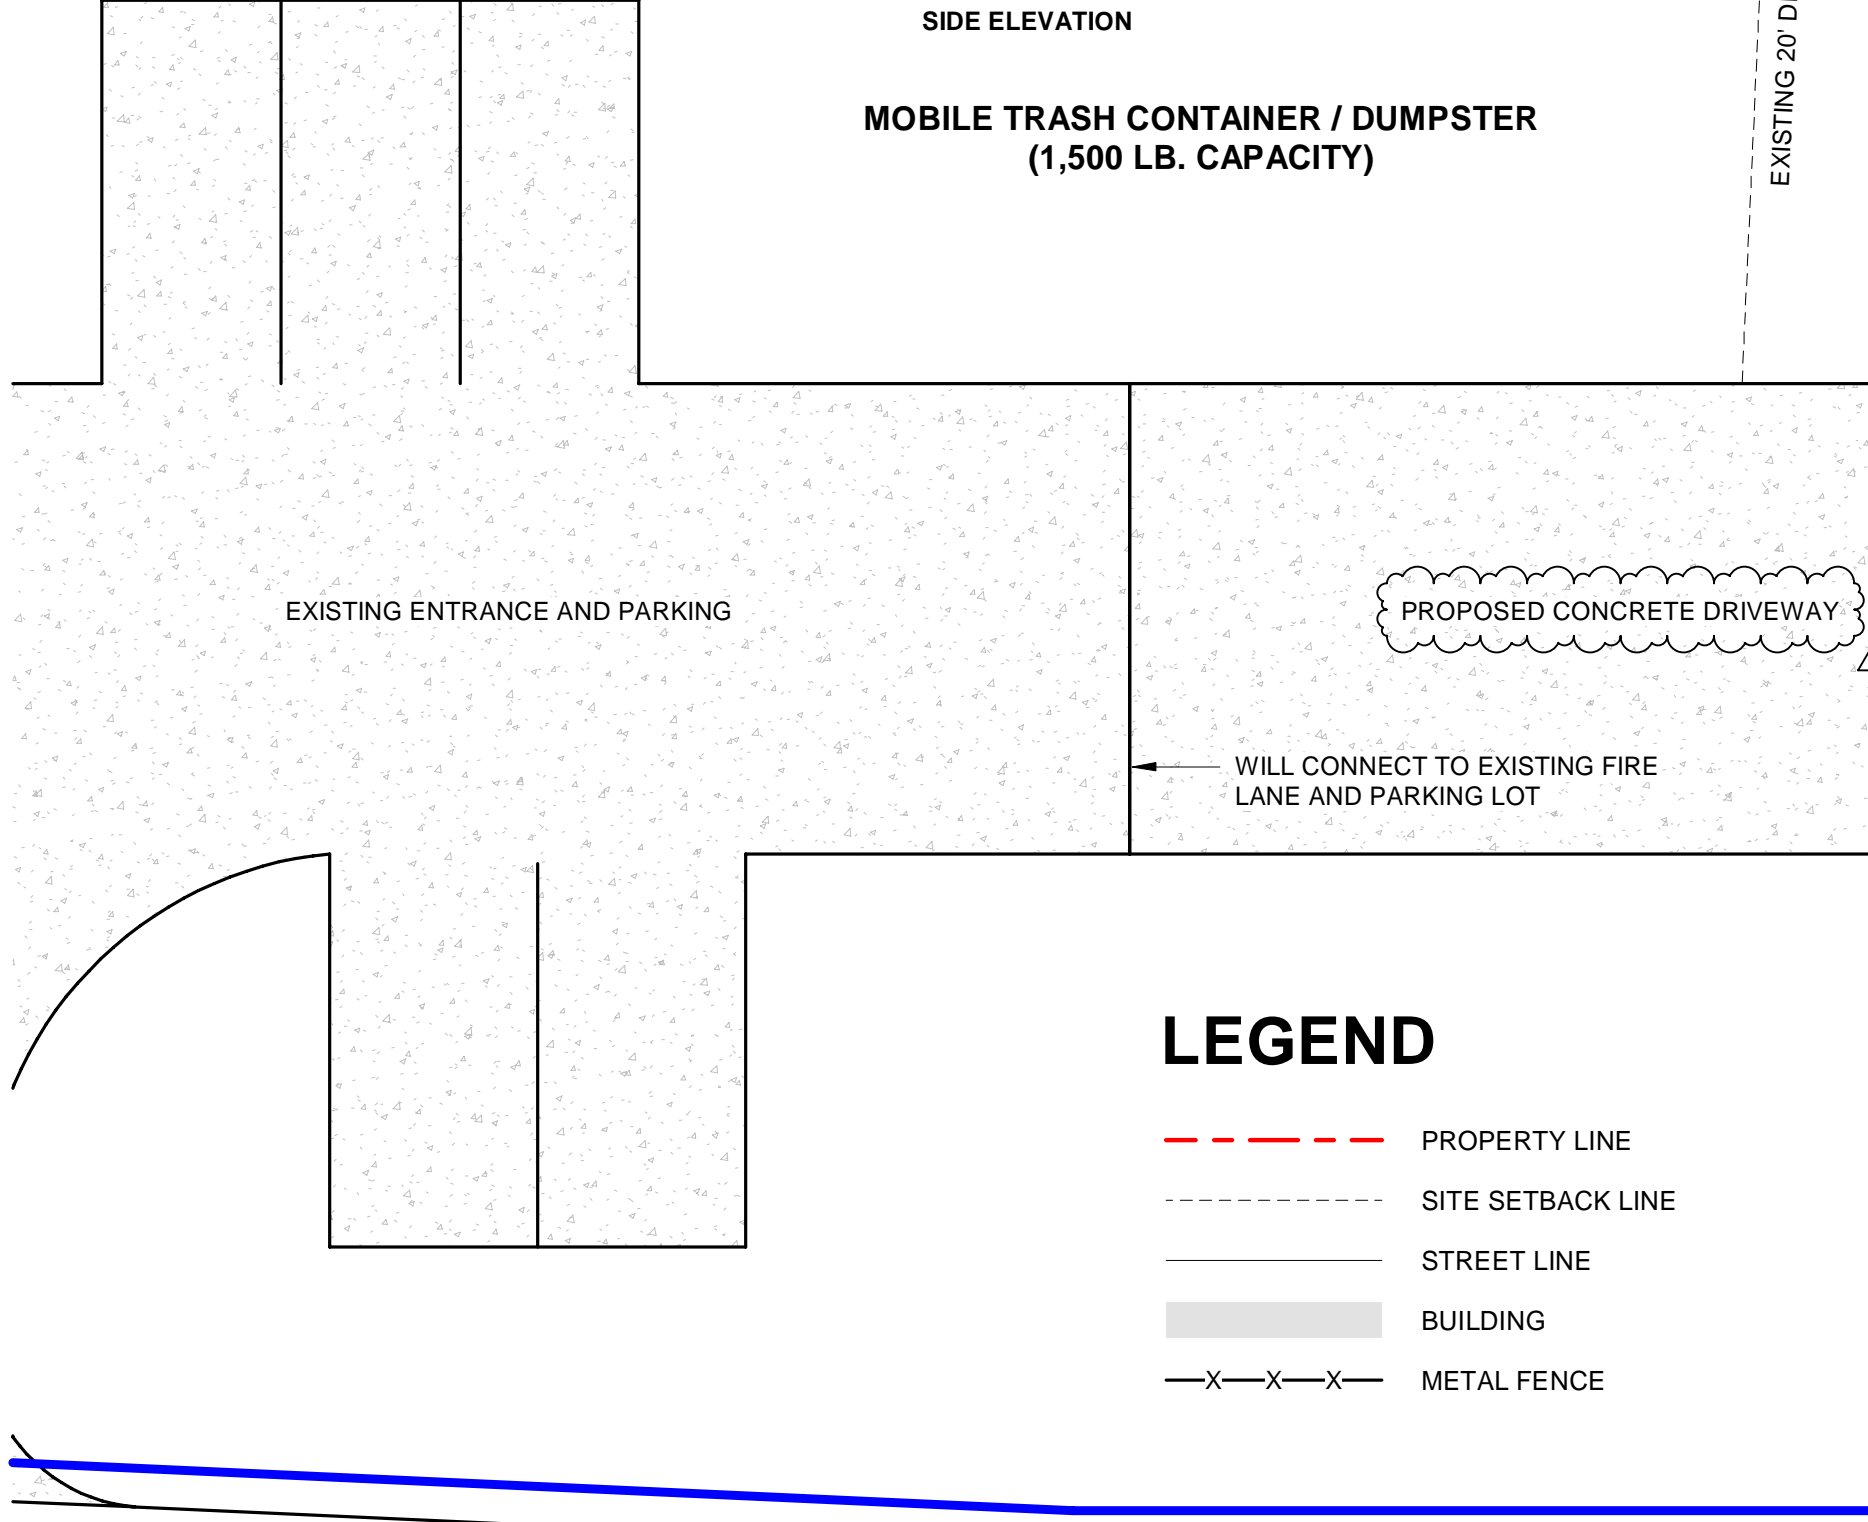 SIDE ELEVATION
MOBILE TRASH CONTAINER / DUMPSTER
(1,500 LB. CAPACITY)
EXISTING 20'
EXISTING ENTRANCE AND PARKING
PROPOSED CONCRETE DRIVEWAY
WILL CONNECT TO EXISTING FIRE
LANE AND PARKING LOT
LEGEND
PROPERTY LINE
SITE SETBACK LINE
STREET LINE
BUILDING
X X X METAL FENCE